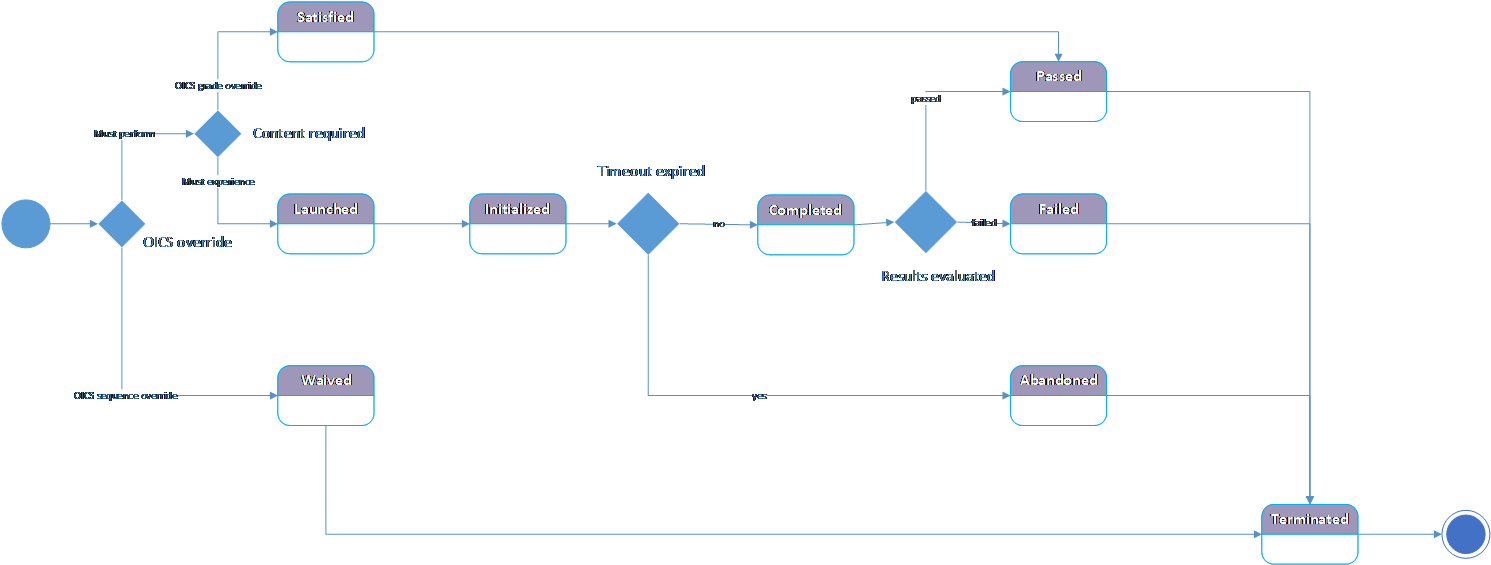 Satisfied
Passed
OICS grade override
passed
Must perform
Content required
Timeout expired
Must experience
Launched
Initialized
Completed
Failed
no
failed
OICS override
Results evaluated
Waived
Abandoned
OICS sequence override
yes
Terminated